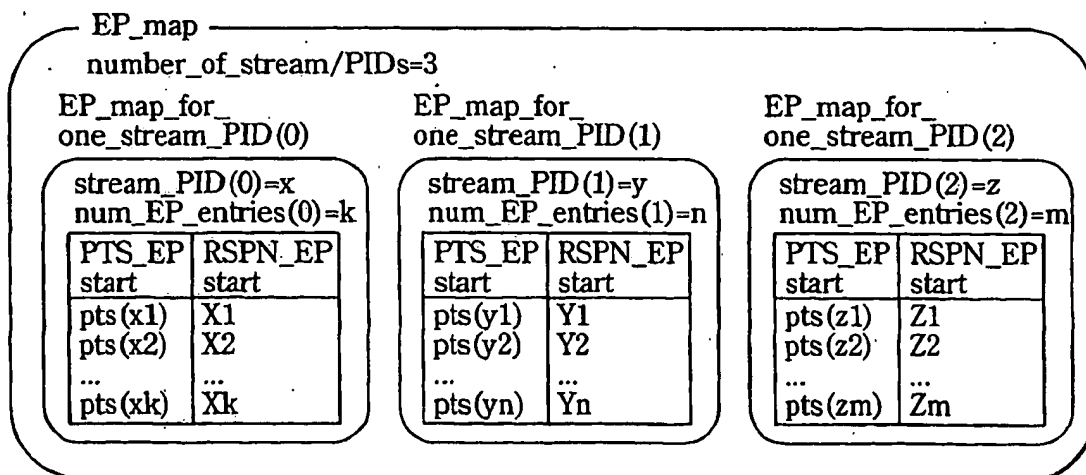 EP_map
number_of_stream/PIDs=3
EP_map_for_
one_stream_PID(0)
stream_PID(0)=x
num_EP_entries(0)=k
PTS_EP RSPN_EP
start start
pts(x1) X1
pts(x2) X2
... ...
pts(xk) Xk
EP_map_for_
one_stream_PID(1)
stream_PID(1)=y
num_EP_entries(1)=n
PTS_EP RSPN_EP
start start
pts(y1) Y1
pts(y2) Y2
... ...
pts(yn) Yn
EP_map_for_
one_stream_PID(2)
stream_PID(2)=z
num_EP_entries(2)=m
PTS_EP RSPN_EP
start start
pts(z1) Z1
pts(z2) Z2
... ...
pts(zm) Zm